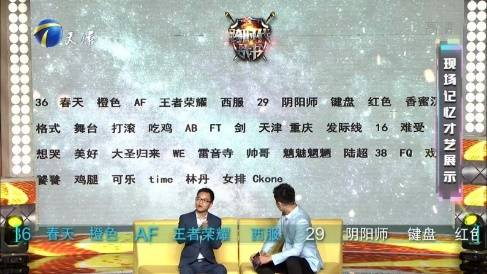 天津
36 春天 橙色 AF 王者荣耀 西服 29 阴阳师 键盘 红色 香蜜沉
格式 舞台 打滚 吃鸡 AB FT 剑 天津 重庆 发际线 16 难受
想哭 美好 大圣归来 WE 雷音寺 帅哥 魑魅魍魉 陆超 38 FQ 戏
饕餮 鸡腿 可乐 time 林丹 女排 Ckone
现场记忆才艺展示
36 春天 橙色 AF 王者荣耀 西服 29 阴阳师 键盘 红色